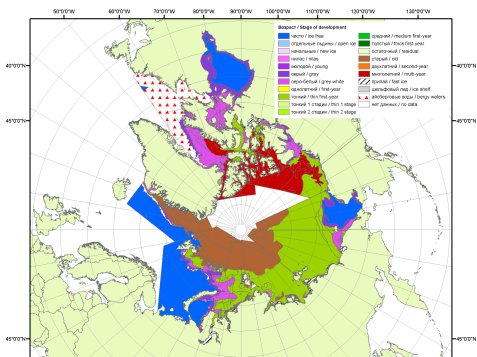 50°0'0"W 60°0'0"W 70°0'0"W 80°0'0"W 90°0'0"W 100°0'0"W 110°0'0"W 120°0'0"W 130°0'0"W
Возраст / Stage of development
чисто / ice free
отдельные льдины / open ice
начальные / new ice
нилас / nilas
молодой / young
серый / grey
серо-белый / grey-white
однолетний / first-year
тонкий / thin first-year
тонкий 1 стадии / thin 1 stage
тонкий 2 стадии / thin 2 stage
средний / medium first-year
толстый / thick first-year
остаточный / residual
старый / old
двухлетний / second-year
многолетний / multi-year
припай / fast ice
шельфовый лед / ice shelf
айсберговые воды / bergy waters
нет данных / no data
40°0'0"W
45°0'0"W
45°0'0"N
40°0'0"N
45°0'0"N
45°0'0"N